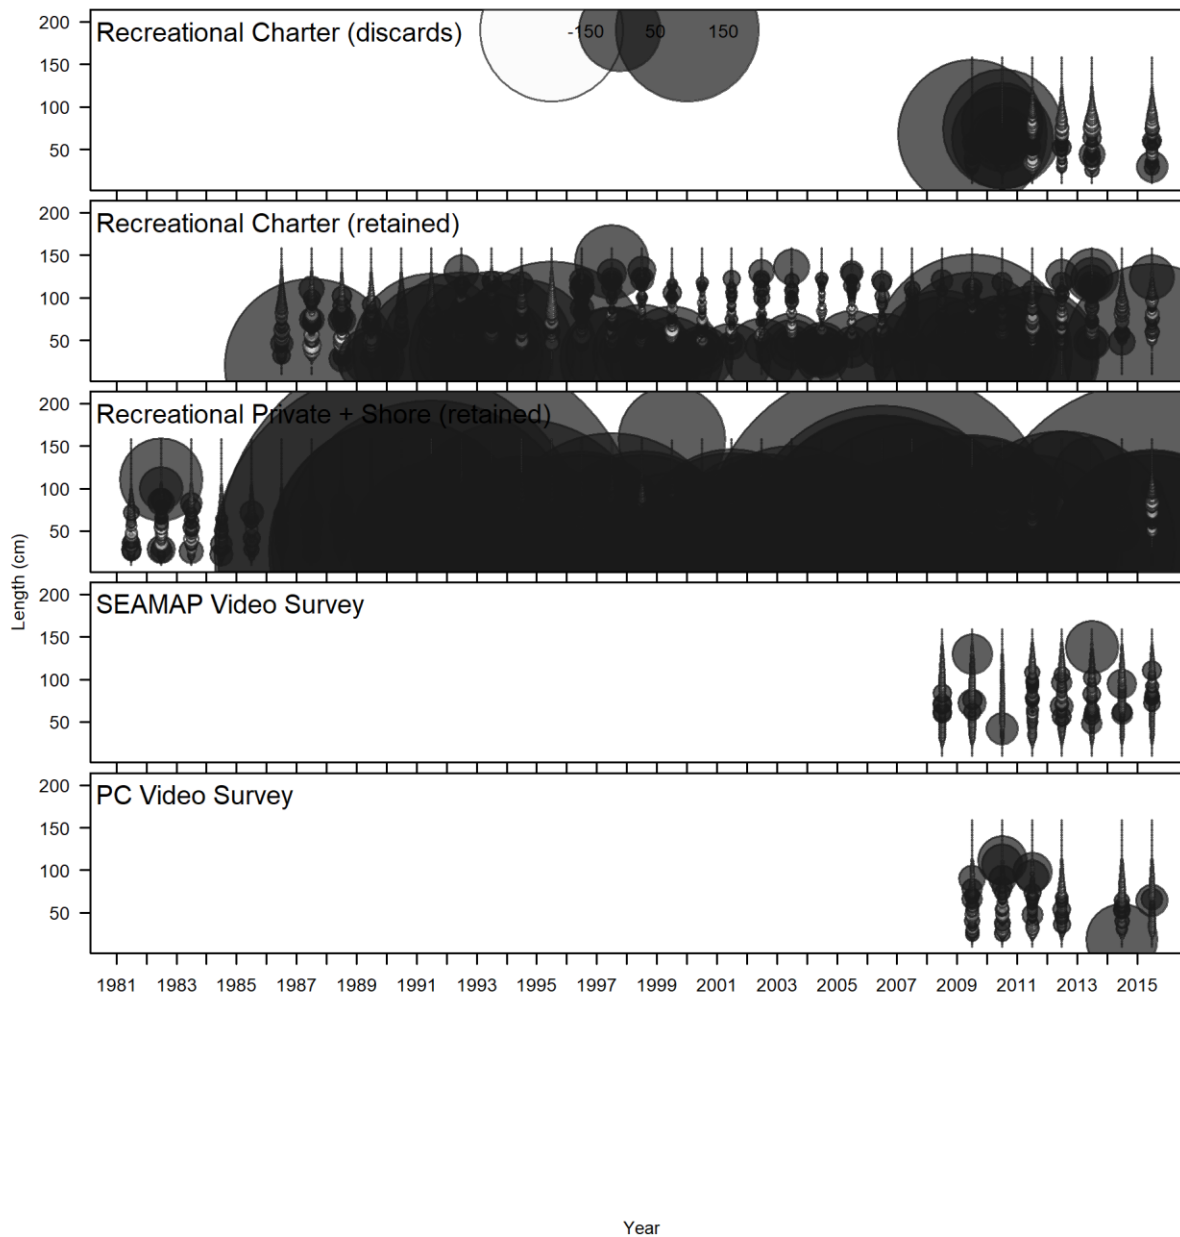 Recreational Charter (discards)
-150 50 150
200
150
100
50
Recreational Charter (retained)
200
150
100
50
Recreational Private + Shore (retained)
200
150
100
50
SEAMAP Video Survey
200
150
100
50
PC Video Survey
200
150
100
50
Length (cm)
1981 1983 1985 1987 1989 1991 1993 1995 1997 1999 2001 2003 2005 2007 2009 2011 2013 2015
Year